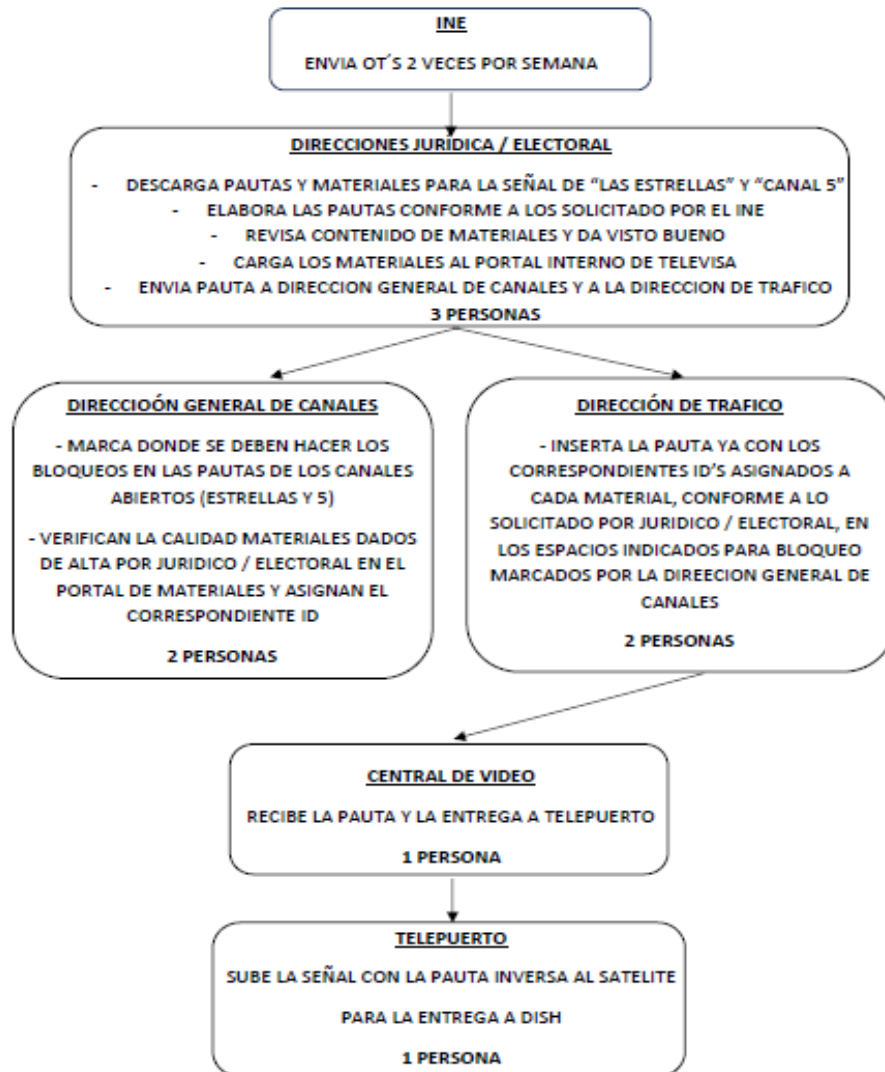 INE
ENVIA OT´S 2 VECES POR SEMANA
DIRECCIONES JURÍDICA / ELECTORAL
- DESCARGA PAUTAS Y MATERIALES PARA LA SEÑAL DE “LAS ESTRELLAS” Y “CANAL 5”
- ELABORA LAS PAUTAS CONFORME A LOS SOLICITADO POR EL INE
- REVISA CONTENIDO DE MATERIALES Y DA VISTO BUENO
- CARGA LOS MATERIALES AL PORTAL INTERNO DE TELEVISA
- ENVIA PAUTA A DIRECCION GENERAL DE CANALES Y A LA DIRECCION DE TRAFICO
3 PERSONAS
DIRECCIOÓN GENERAL DE CANALES
- MARCA DONDE SE DEBEN HACER LOS
BLOQUEOS EN LAS PAUTAS DE LOS CANALES
ABIERTOS (ESTRELLAS Y 5)
- VERIFICAN LA CALIDAD MATERIALES DADOS
DE ALTA POR JURIDICO / ELECTORAL EN EL
PORTAL DE MATERIALES Y ASIGNAN EL
CORRESPONDIENTE ID
2 PERSONAS
DIRECCIÓN DE TRAFICO
- INSERTA LA PAUTA YA CON LOS
CORRESPONDIENTES ID’S ASIGNADOS A
CADA MATERIAL, CONFORME A LO
SOLICITADO POR JURIDICO / ELECTORAL, EN
LOS ESPACIOS INDICADOS PARA BLOQUEO
MARCADOS POR LA DIREECION GENERAL DE
CANALES
2 PERSONAS
CENTRAL DE VIDEO
RECIBE LA PAUTA Y LA ENTREGA A TELEPUERTO
1 PERSONA
TELEPUERTO
SUBE LA SEÑAL CON LA PAUTA INVERSA AL SATELITE
PARA LA ENTREGA A DISH
1 PERSONA